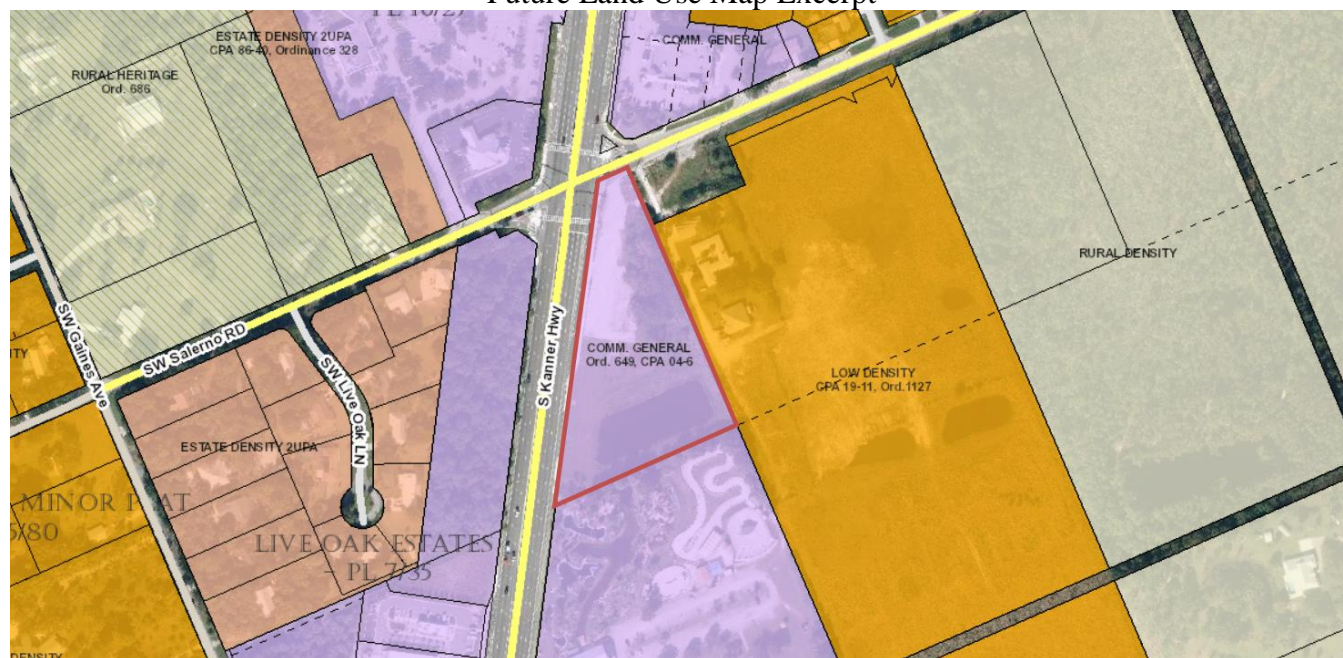 Future Land Use Map Excerpt
ESTATE DENSITY 2UPA
CPA 86-40, Ordinance 328
COMM. GENERAL
RURAL HERITAGE
Ord. 686
RURAL DENSITY
SW Gaines Ave
SW Salerno RD
S Kanner Hwy
COMM. GENERAL
Ord. 649, CPA 04-6
SW Live Oak LN
LOW DENSITY
CPA 19-11, Ord.1127
ESTATE DENSITY 2UPA
MINOR PLAT
5/80
LIVE OAK ESTATES
- PL 7/35